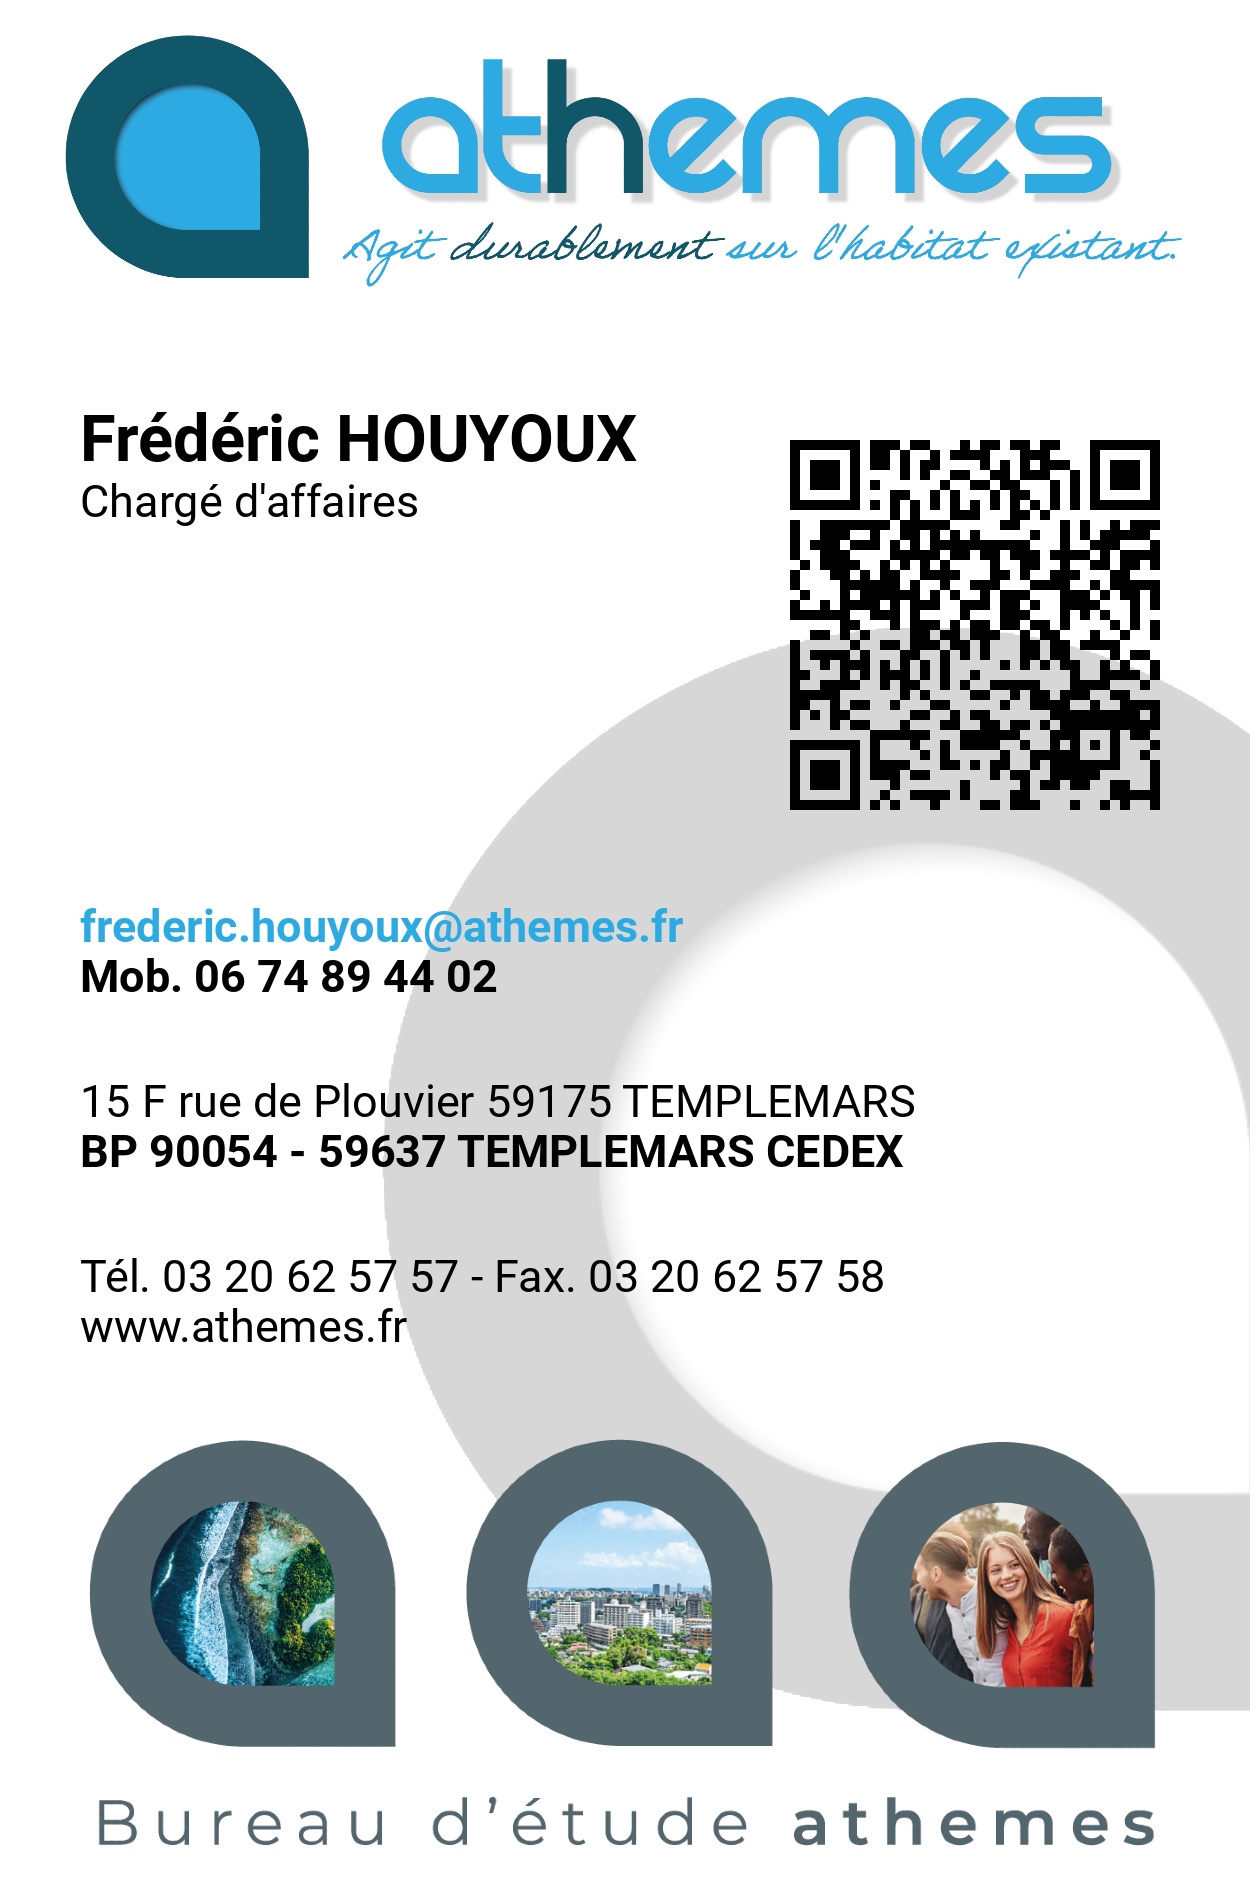 athemes
Agit durablement sur l'habitat existant.
Frédéric HOUYOUX
Chargé d'affaires
frederic.houyoux@athemes.fr
Mob. 06 74 89 44 02
15 F rue de Plouvier 59175 TEMPLEMARS
BP 90054 - 59637 TEMPLEMARS CEDEX
Tél. 03 20 62 57 57 - Fax. 03 20 62 57 58
www.athemes.fr
Bureau d’étude athemes